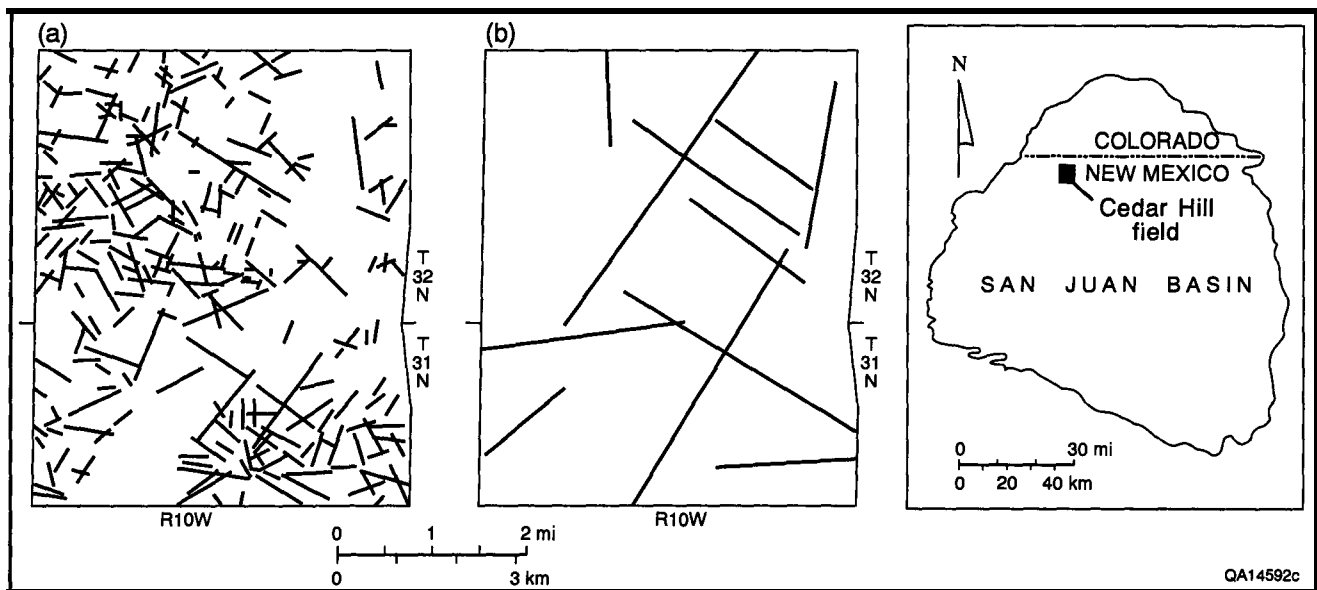 (a)
T
32
N
T
31
N
R10W
(b)
T
32
N
T
31
N
R10W
0 1 2 mi
0 3 km
N
COLORADO
NEW MEXICO
Cedar Hill
field
SAN JUAN BASIN
0 30 mi
0 20 40 km
QA14592c